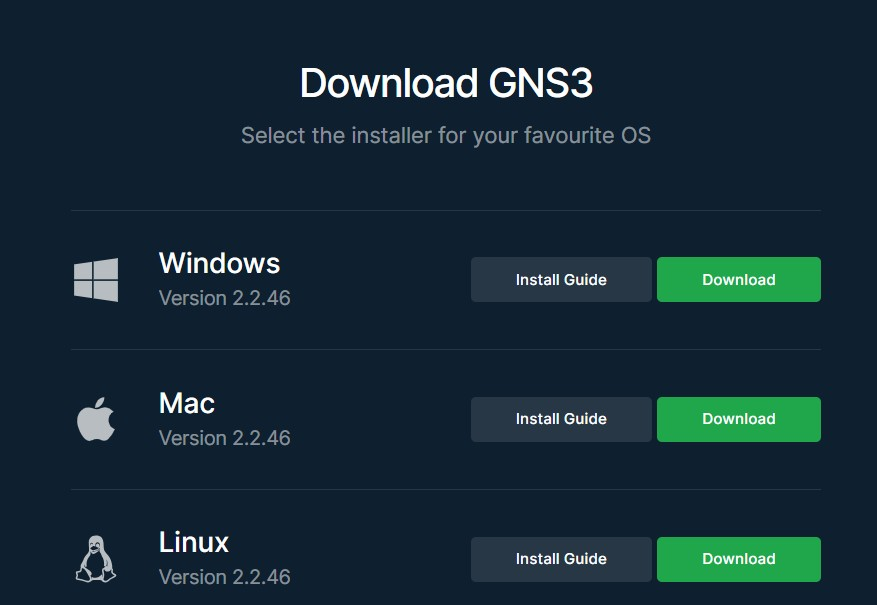 Download GNS3
Select the installer for your favourite OS
Windows
Version 2.2.46
Install Guide
Download
Mac
Version 2.2.46
Install Guide
Download
Linux
Version 2.2.46
Install Guide
Download